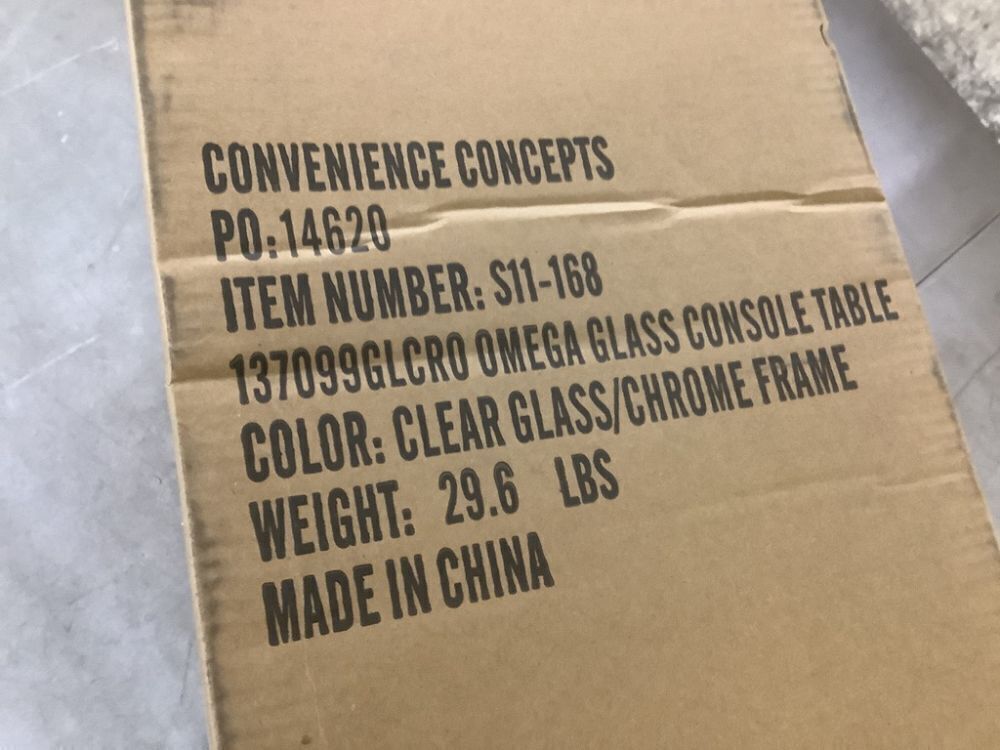 CONVENIENCE CONCEPTS
PO:14620
ITEM NUMBER: S11-168
137099GLCRO OMEGA GLASS CONSOLE TABLE
COLOR: CLEAR GLASS/CHROME FRAME
WEIGHT: 29.6 LBS
MADE IN CHINA